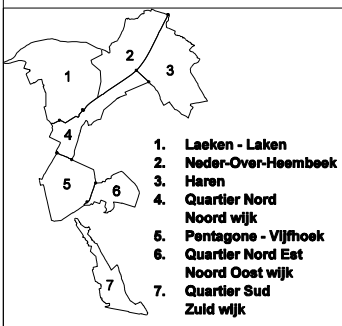 1
2
3
4
5
6
7
1. Laeken - Laken
2. Neder-Over-Heembeek
3. Haren
4. Quartier Nord
Noord wijk
5. Pentagone - Vijfhoek
6. Quartier Nord Est
Noord Oost wijk
7. Quartier Sud
Zuid wijk